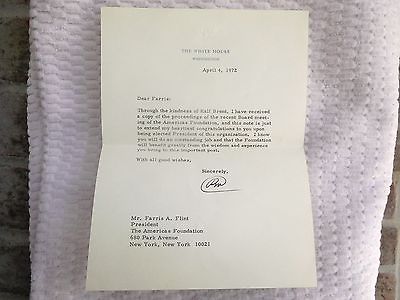 THE WHITE HOUSE
WASHINGTON
April 4, 1972
Dear Farris:
Through the kindness of Ralf Brent, I have received
a copy of the proceedings of the recent Board meet-
ing of the Americas Foundation, and this note is just
to extend my heartiest congratulations to you upon
being elected President of this organization. I know
you will do an outstanding job and that the Foundation
will benefit greatly from the wisdom and experience
you bring to this important post.
With all good wishes,
Sincerely,
Mr. Farris A. Flint
President
The Americas Foundation
680 Park Avenue
New York, New York 10021